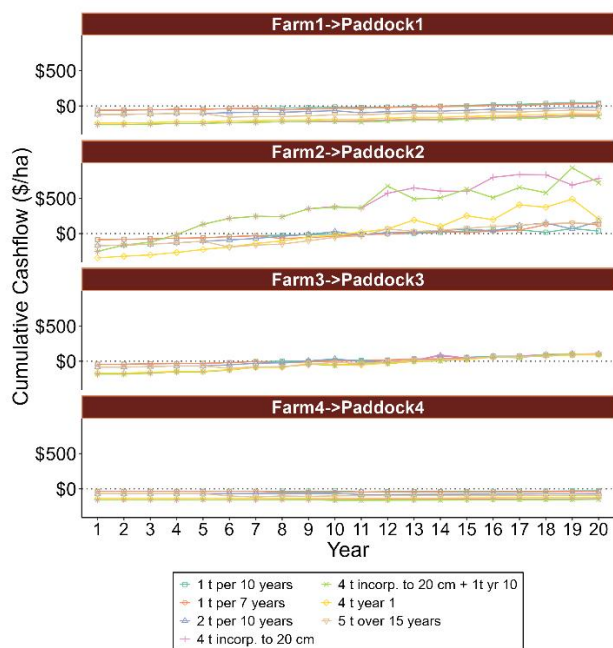 Farm1->Paddock1
$500
$0
Farm2->Paddock2
$500
$0
Farm3->Paddock3
$500
$0
Farm4->Paddock4
$500
$0
Cumulative Cashflow ($/ha)
1 2 3 4 5 6 7 8 9 10 11 12 13 14 15 16 17 18 19 20
Year
1 t per 10 years
1 t per 7 years
2 t per 10 years
4 t incorp. to 20 cm
4 t incorp. to 20 cm + 1t yr 10
4 t year 1
5 t over 15 years